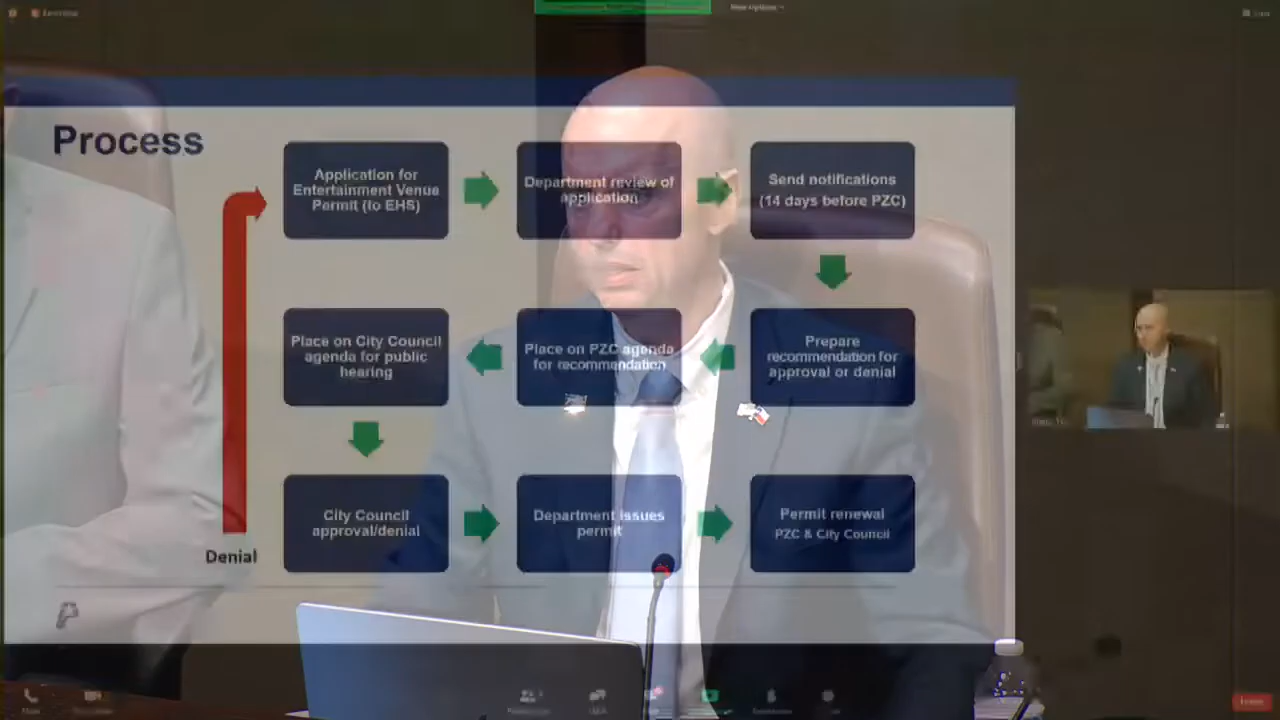 View Options
Process
Application for
Entertainment Venue
Permit (to EHS)
Department review of
application
Send notifications
(14 days before PZC)
Place on City Council
agenda for public
hearing
Place on PZC agenda
for recommendation
Prepare
recommendation for
approval or denial
City Council
approval/denial
Department issues
permit
Permit renewal
PZC & City Council
Denial